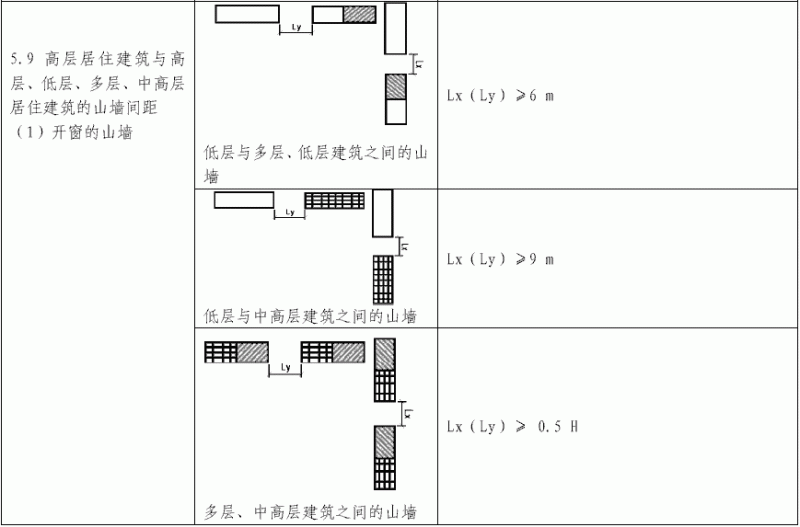 5.9 高层居住建筑与高
层、低层、多层、中高层
居住建筑的山墙间距
（1）开窗的山墙
Ly
Lx
低层与多层、低层建筑之间的山
墙
Lx（Ly）≥6 m
Ly
Lx
低层与中高层建筑之间的山墙
Lx（Ly）≥9 m
Ly
Lx
多层、中高层建筑之间的山墙
Lx（Ly）≥ 0.5 H